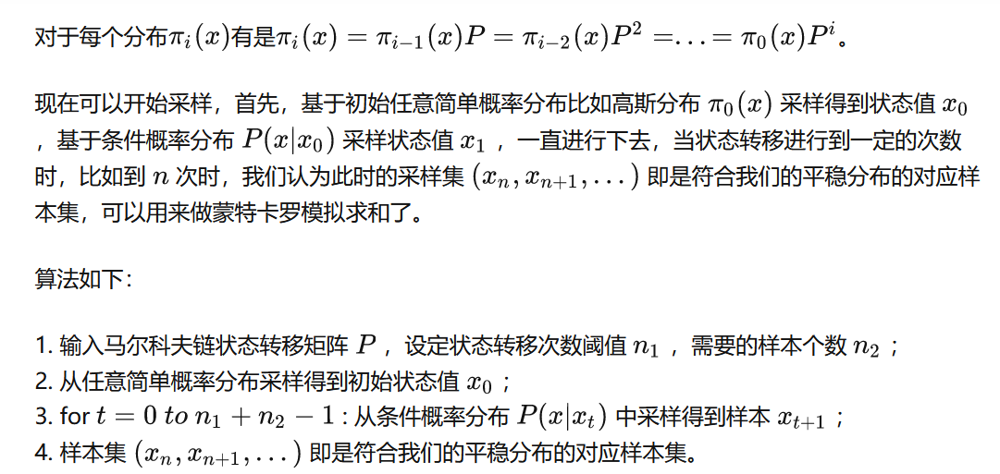 对于每个分布$\pi_i(x)$有是$\pi_i(x) = \pi_{i-1}(x)P = \pi_{i-2}(x)P^2 =\ldots= \pi_0(x)P^i$。
现在可以开始采样，首先，基于初始任意简单概率分布比如高斯分布 $\pi_0(x)$ 采样得到状态值 $x_0$
，基于条件概率分布 $P(x|x_0)$ 采样状态值 $x_1$ ，一直进行下去，当状态转移进行到一定的次数
时，比如到 $n$ 次时，我们认为此时的采样集 $(x_n, x_{n+1}, \ldots)$ 即是符合我们的平稳分布的对应样
本集，可以用来做蒙特卡罗模拟求和了。
算法如下：
1. 输入马尔科夫链状态转移矩阵 $P$ ，设定状态转移次数阈值 $n_1$ ，需要的样本个数 $n_2$ ；
2. 从任意简单概率分布采样得到初始状态值 $x_0$ ；
3. for $t = 0\ to\ n_1 + n_2 - 1$ : 从条件概率分布 $P(x|x_t)$ 中采样得到样本 $x_{t+1}$ ；
4. 样本集 $(x_n, x_{n+1}, \ldots)$ 即是符合我们的平稳分布的对应样本集。